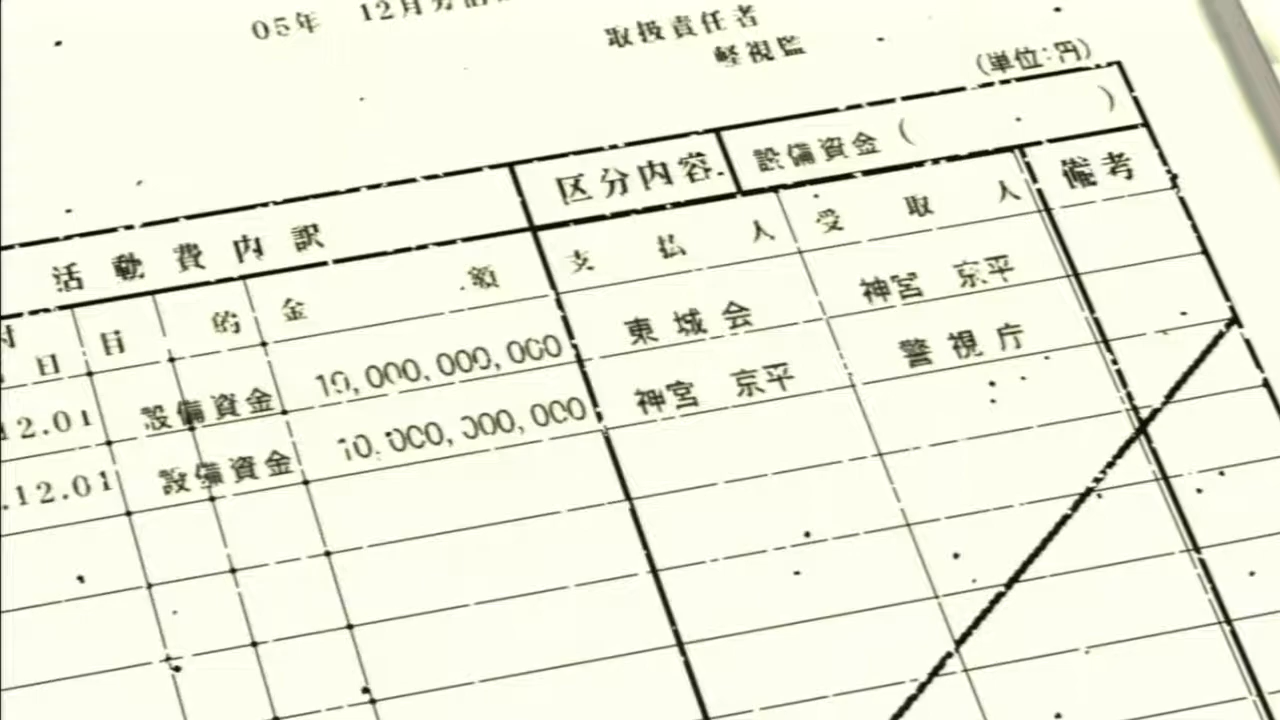 05年 12月分
取扱責任者
軽視監
(単位:円)
活動費内訳 区分内容 設備資金( ) 備考
日 目的 金額 支払人 受取人
12.01 設備資金 10,000,000,000 東城会 神宮 京平
.12.01 設備資金 10,000,000,000 神宮 京平 警視庁